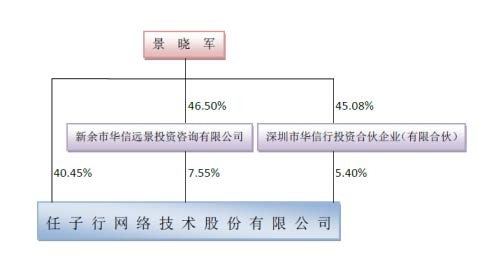 景 晓 军
46.50%
45.08%
新余市华信远景投资咨询有限公司
深圳市华信行投资合伙企业（有限合伙）
40.45%
7.55%
5.40%
任子行网络技术股份有限公司